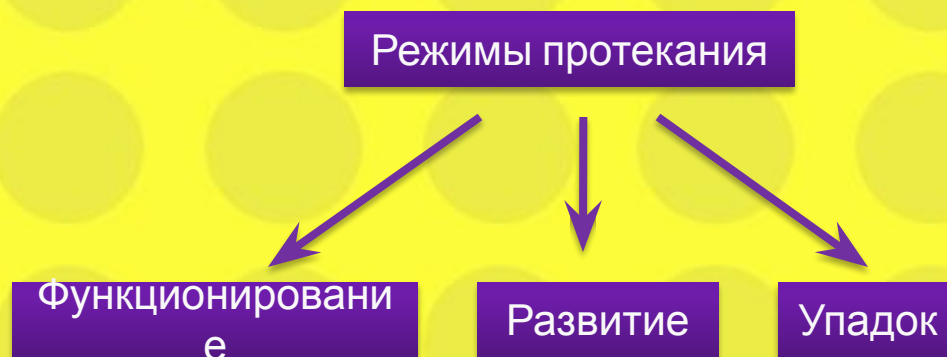 Режимы протекания
Функционировани
е
Развитие
Упадок